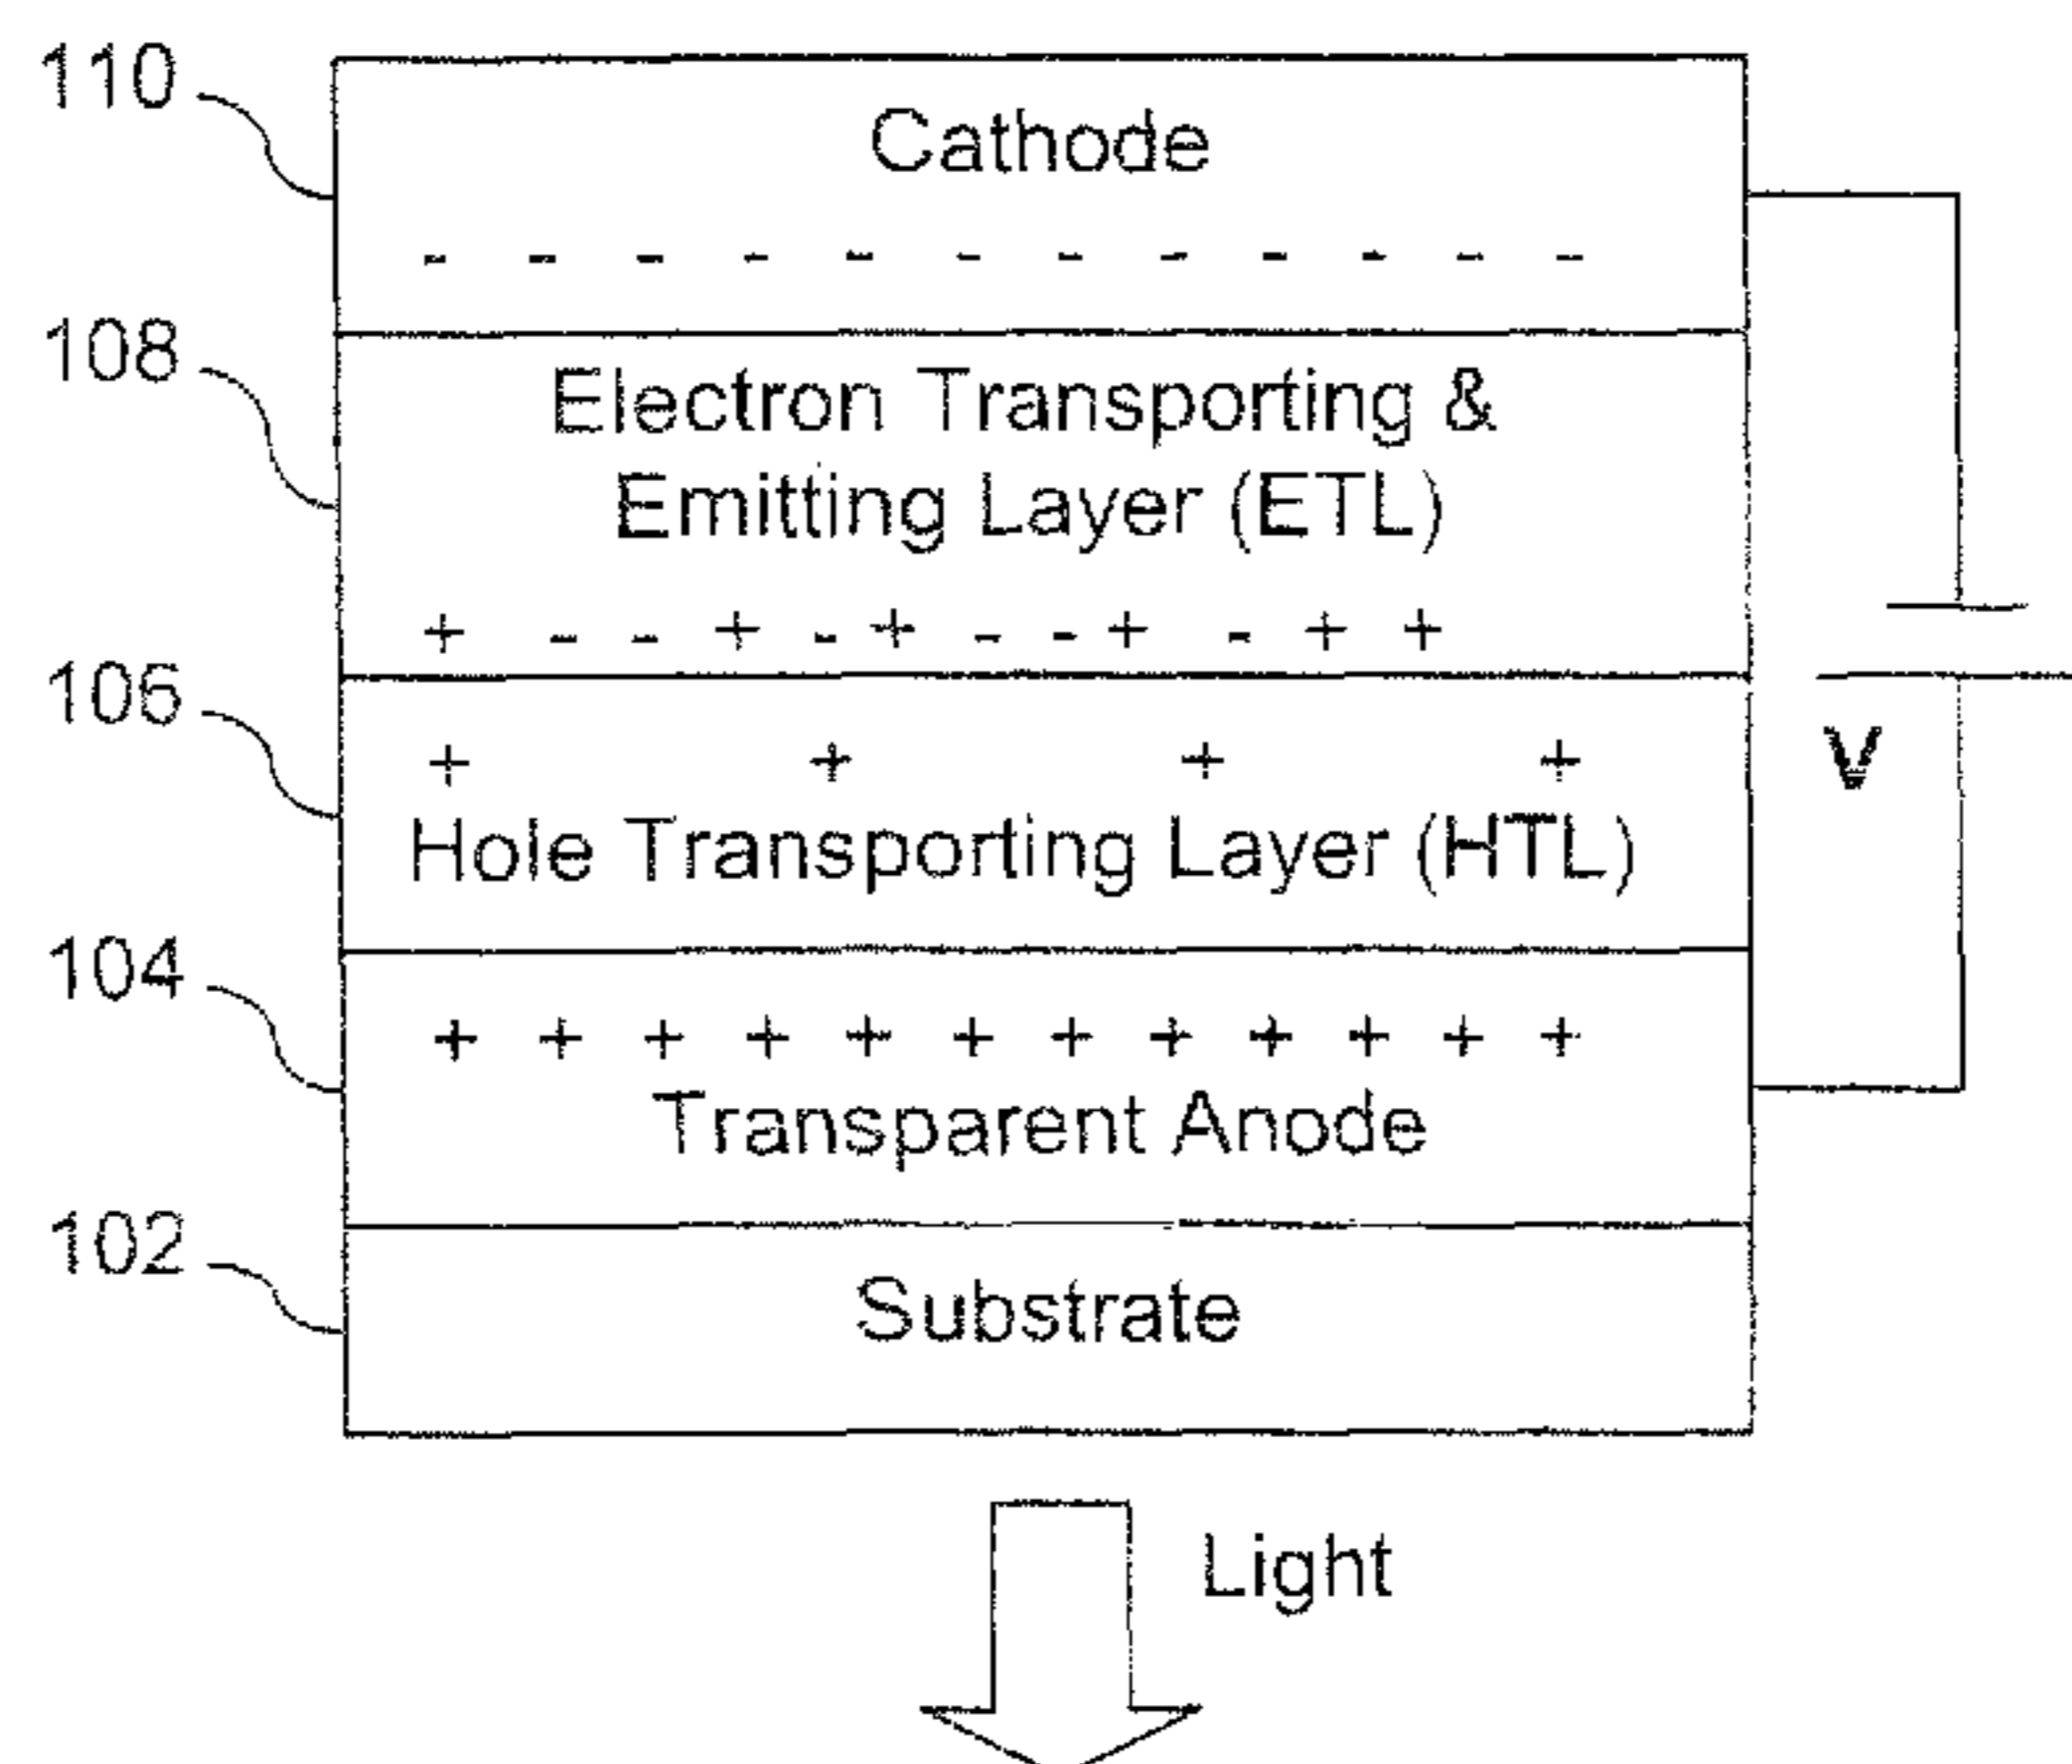 110
Cathode
- - - - - - - - - - - -
108
Electron Transporting &
Emitting Layer (ETL)
+ - - + - + - - + - + +
106
+ + + +
Hole Transporting Layer (HTL)
V
104
+ + + + + + + + + + + +
Transparent Anode
102
Substrate
Light